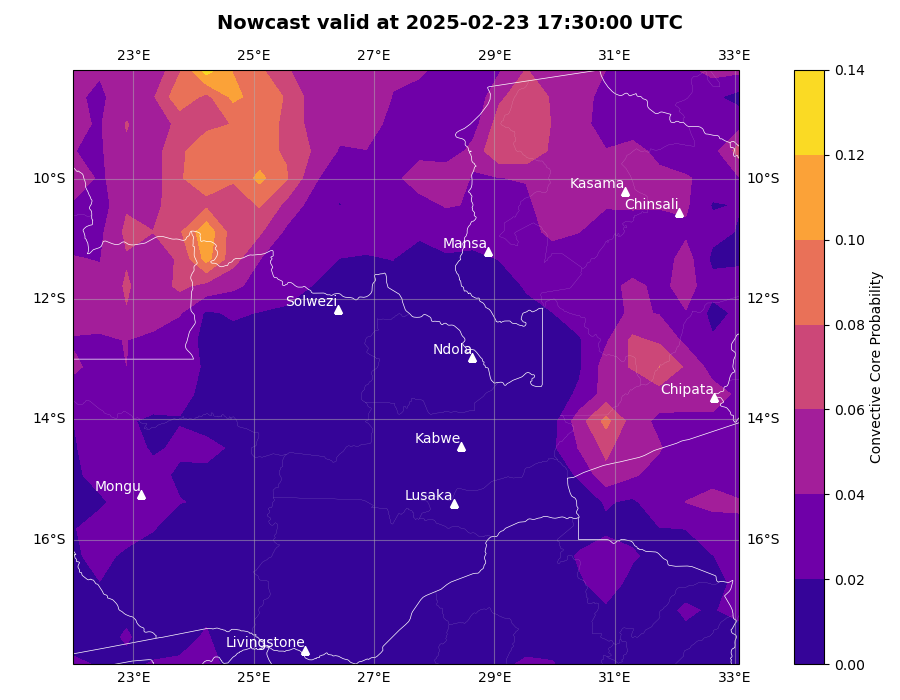 Nowcast valid at 2025-02-23 17:30:00 UTC
23°E 25°E 27°E 29°E 31°E 33°E
0.14
0.12
10°S Kasama 10°S
Chinsali
0.10
Mansa
12°S Solwezi 12°S
0.08
Ndola
Chipata
0.06
14°S 14°S
Kabwe
Mongu
Lusaka
0.04
16°S 16°S
0.02
Livingstone
0.00
23°E 25°E 27°E 29°E 31°E 33°E
Convective Core Probability